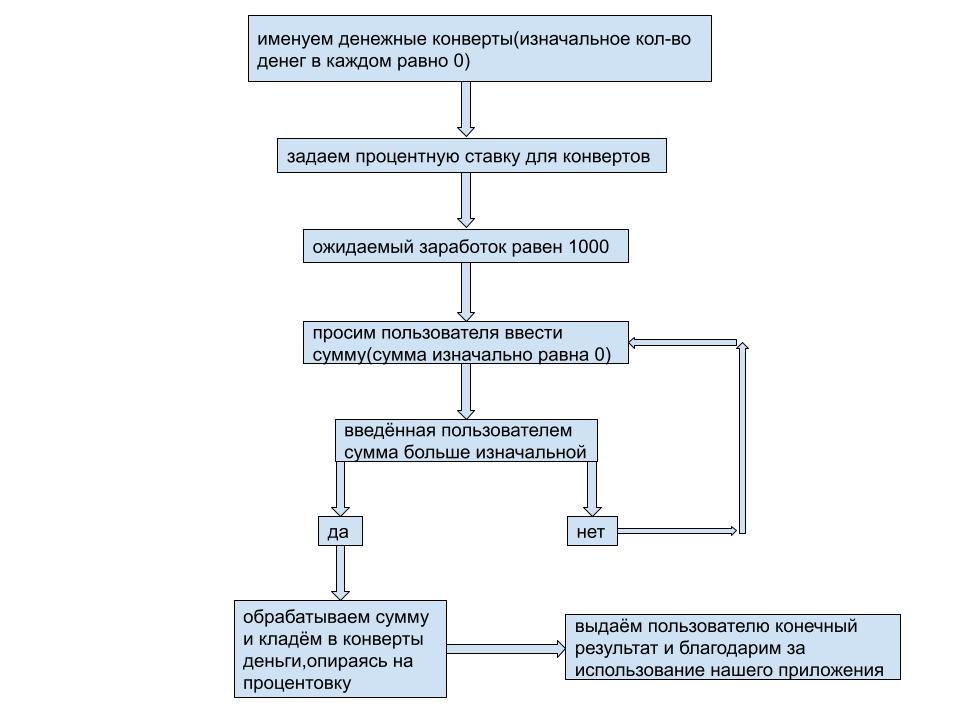 именуем денежные конверты(изначальное кол-во
денег в каждом равно 0)
задаем процентную ставку для конвертов
ожидаемый заработок равен 1000
просим пользователя ввести
сумму(сумма изначально равна 0)
введённая пользователем
сумма больше изначальной
да
нет
обрабатываем сумму
и кладём в конверты
деньги,опираясь на
процентовку
выдаём пользователю конечный
результат и благодарим за
использование нашего приложения